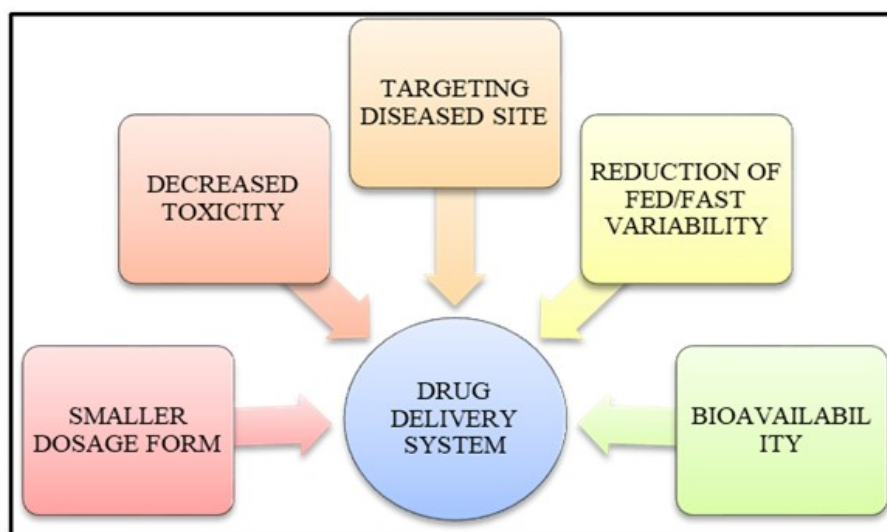 TARGETING
DISEASED SITE
DECREASED
TOXICITY
REDUCTION OF
FED/FAST
VARIABILITY
SMALLER
DOSAGE FORM
DRUG
DELIVERY
SYSTEM
BIOAVAILABIL
ITY